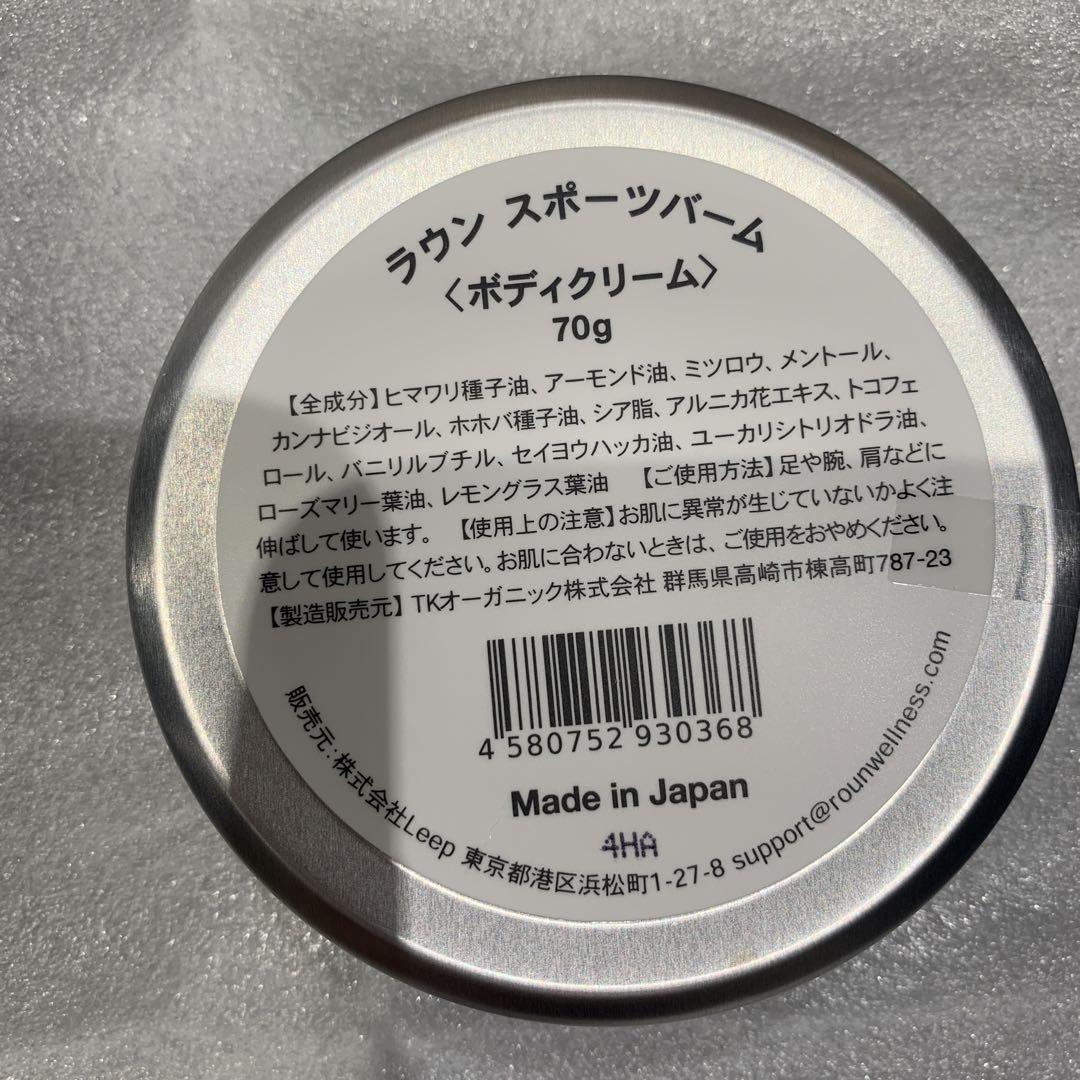 ラウン スポーツバーム
〈ボディクリーム〉
70g
【全成分】ヒマワリ種子油、アーモンド油、ミツロウ、メントール、
カンナビジオール、ホホバ種子油、シア脂、アルニカ花エキス、トコフェ
ロール、バニリルブチル、セイヨウハッカ油、ユーカリシトリオドラ油、
ローズマリー葉油、レモングラス葉油 【ご使用方法】足や腕、肩などに
伸ばして使います。 【使用上の注意】お肌に異常が生じていないかよく注
意して使用してください。お肌に合わないときは、ご使用をおやめください。
【製造販売元】TKオーガニック株式会社 群馬県高崎市棟高町787-23
4 580752 930368
Made in Japan
4HA
販売元：株式会社Leep 東京都港区浜松町1-27-8 support@rounwellness.com